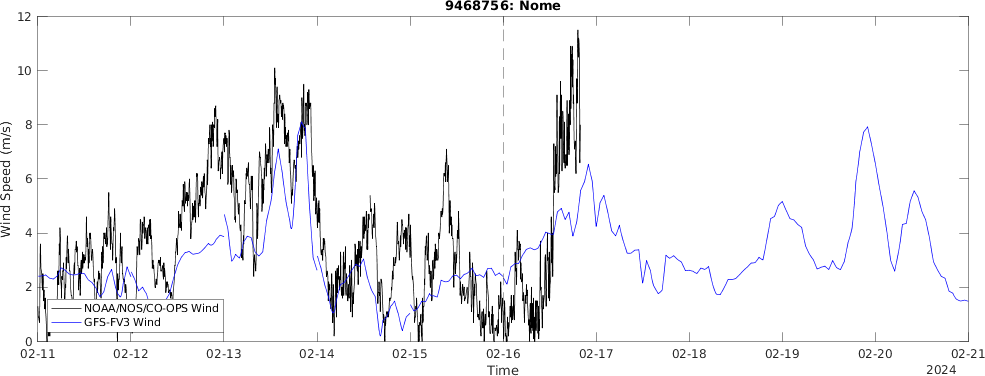 9468756: Nome
12
10
8
6
4
2
0
Wind Speed (m/s)
NOAA/NOS/CO-OPS Wind
GFS-FV3 Wind
02-11 02-12 02-13 02-14 02-15 02-16 02-17 02-18 02-19 02-20 02-21
Time
2024